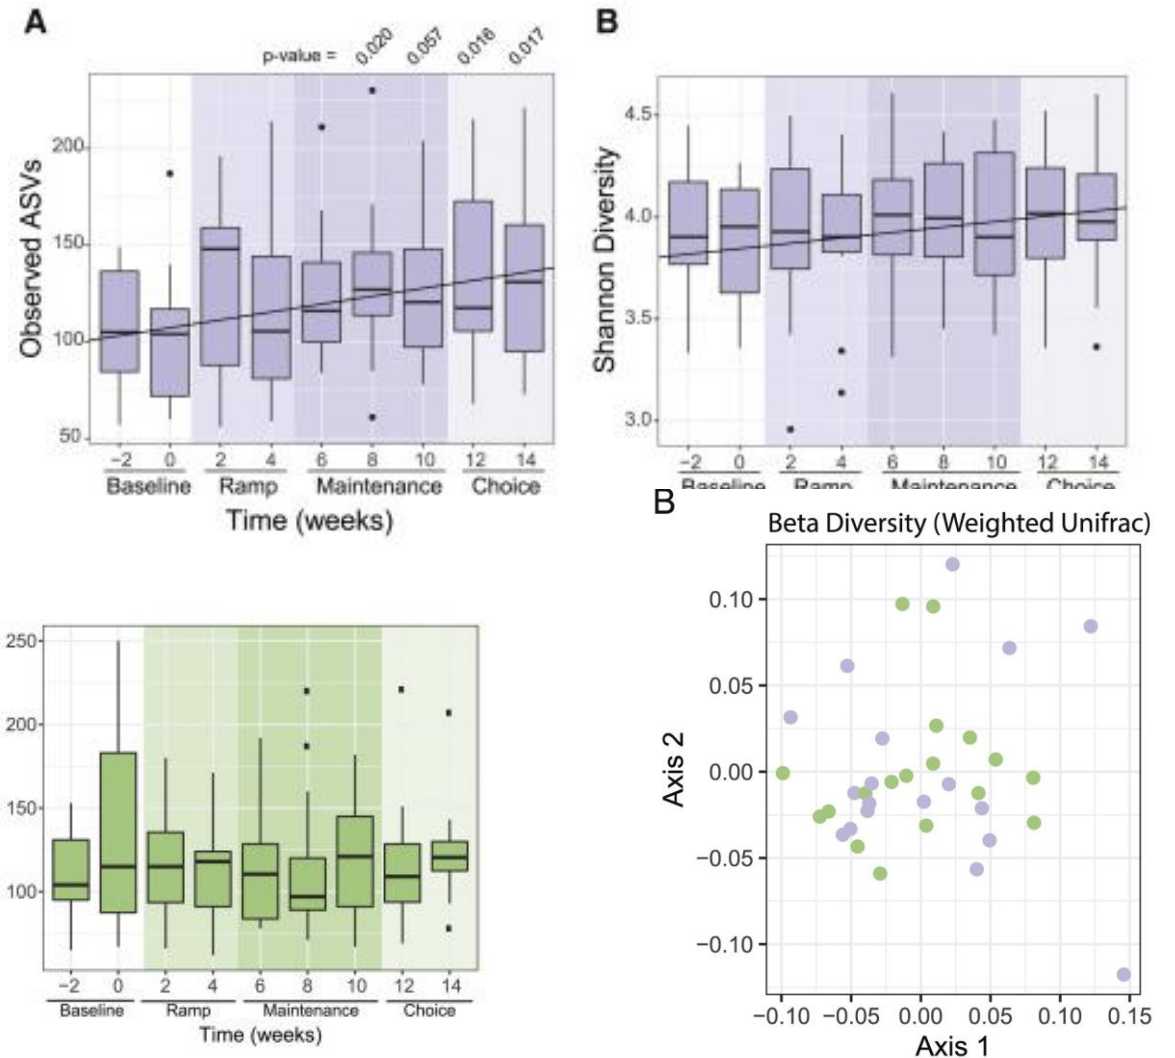 A
p-value = 0.020 0.057 0.016 0.017
Observed ASVs
200
150
100
50
−2 0 2 4 6 8 10 12 14
Baseline Ramp Maintenance Choice
Time (weeks)
B
Shannon Diversity
4.5
4.0
3.5
3.0
−2 0 2 4 6 8 10 12 14
Baseline Ramp Maintenance Choice
250
200
150
100
−2 0 2 4 6 8 10 12 14
Baseline Ramp Maintenance Choice
Time (weeks)
B
Beta Diversity (Weighted Unifrac)
Axis 2
0.10
0.05
0.00
−0.05
−0.10
−0.10 −0.05 0.00 0.05 0.10 0.15
Axis 1